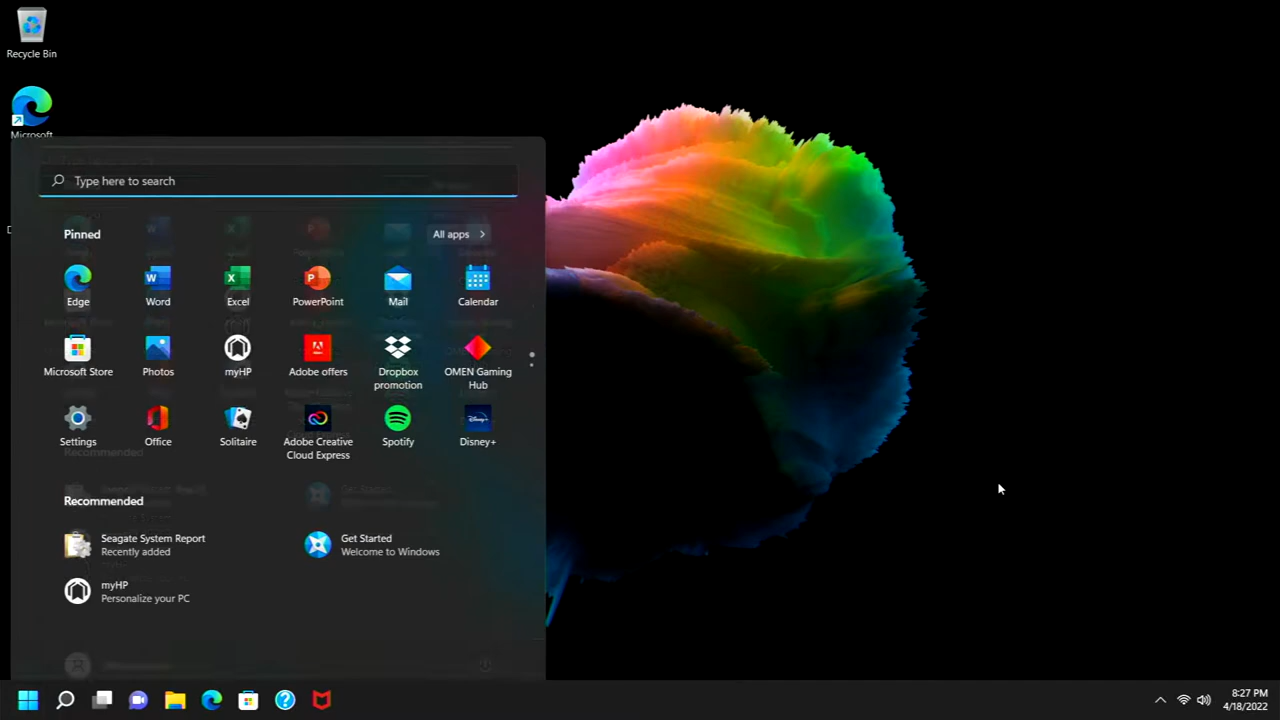 Recycle Bin
Microsoft
Type here to search
Pinned
All apps
Edge
Word
Excel
PowerPoint
Mail
Calendar
Microsoft Store
Photos
myHP
Adobe offers
Dropbox
promotion
OMEN Gaming
Hub
Settings
Office
Solitaire
Adobe Creative
Cloud Express
Spotify
Disney+
Recommended
Seagate System Report
Recently added
Get Started
Welcome to Windows
myHP
Personalize your PC
8:27 PM
4/18/2022